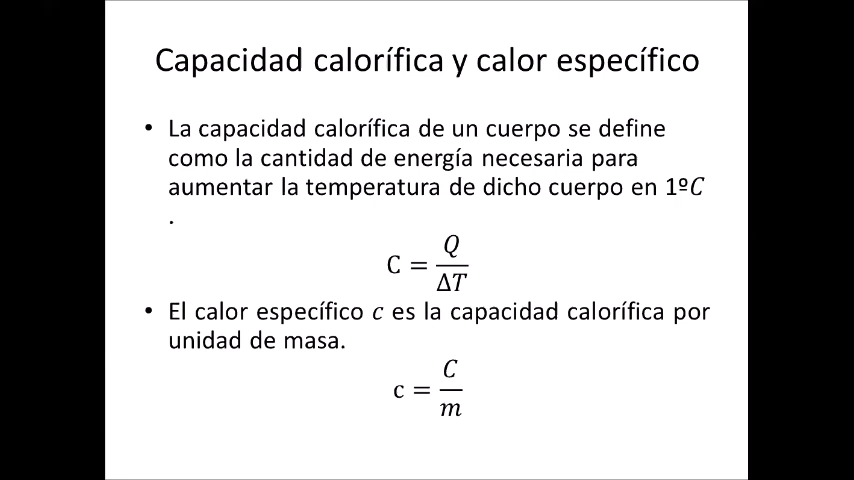 Capacidad calorífica y calor específico
• La capacidad calorífica de un cuerpo se define
como la cantidad de energía necesaria para
aumentar la temperatura de dicho cuerpo en 1ºC
.
C = Q/ΔT
• El calor específico c es la capacidad calorífica por
unidad de masa.
c = C/m